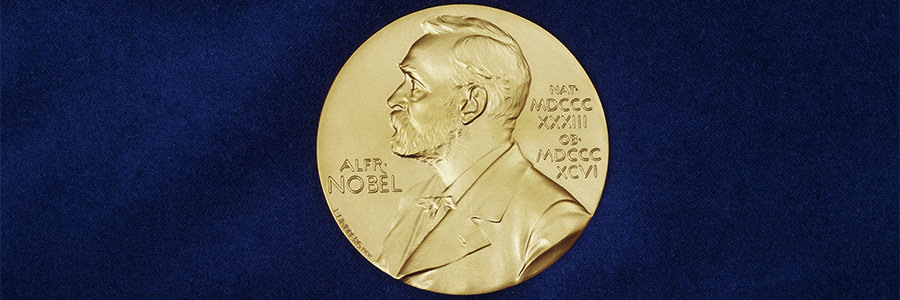 ALFR·
NOBEL
NAT·
MDCCC
XXXIII
OB·
MDCCC
XCVI